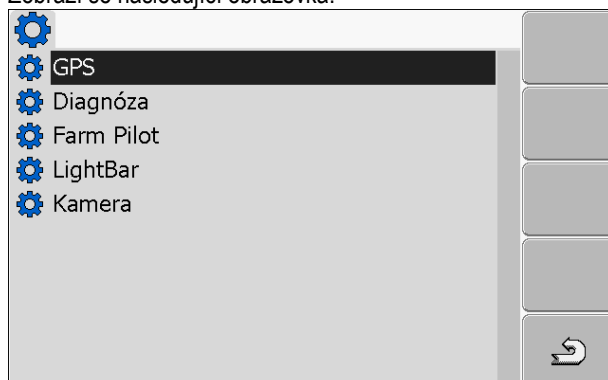 Zobrazí se následující obrazovka:
GPS
Diagnóza
Farm Pilot
LightBar
Kamera